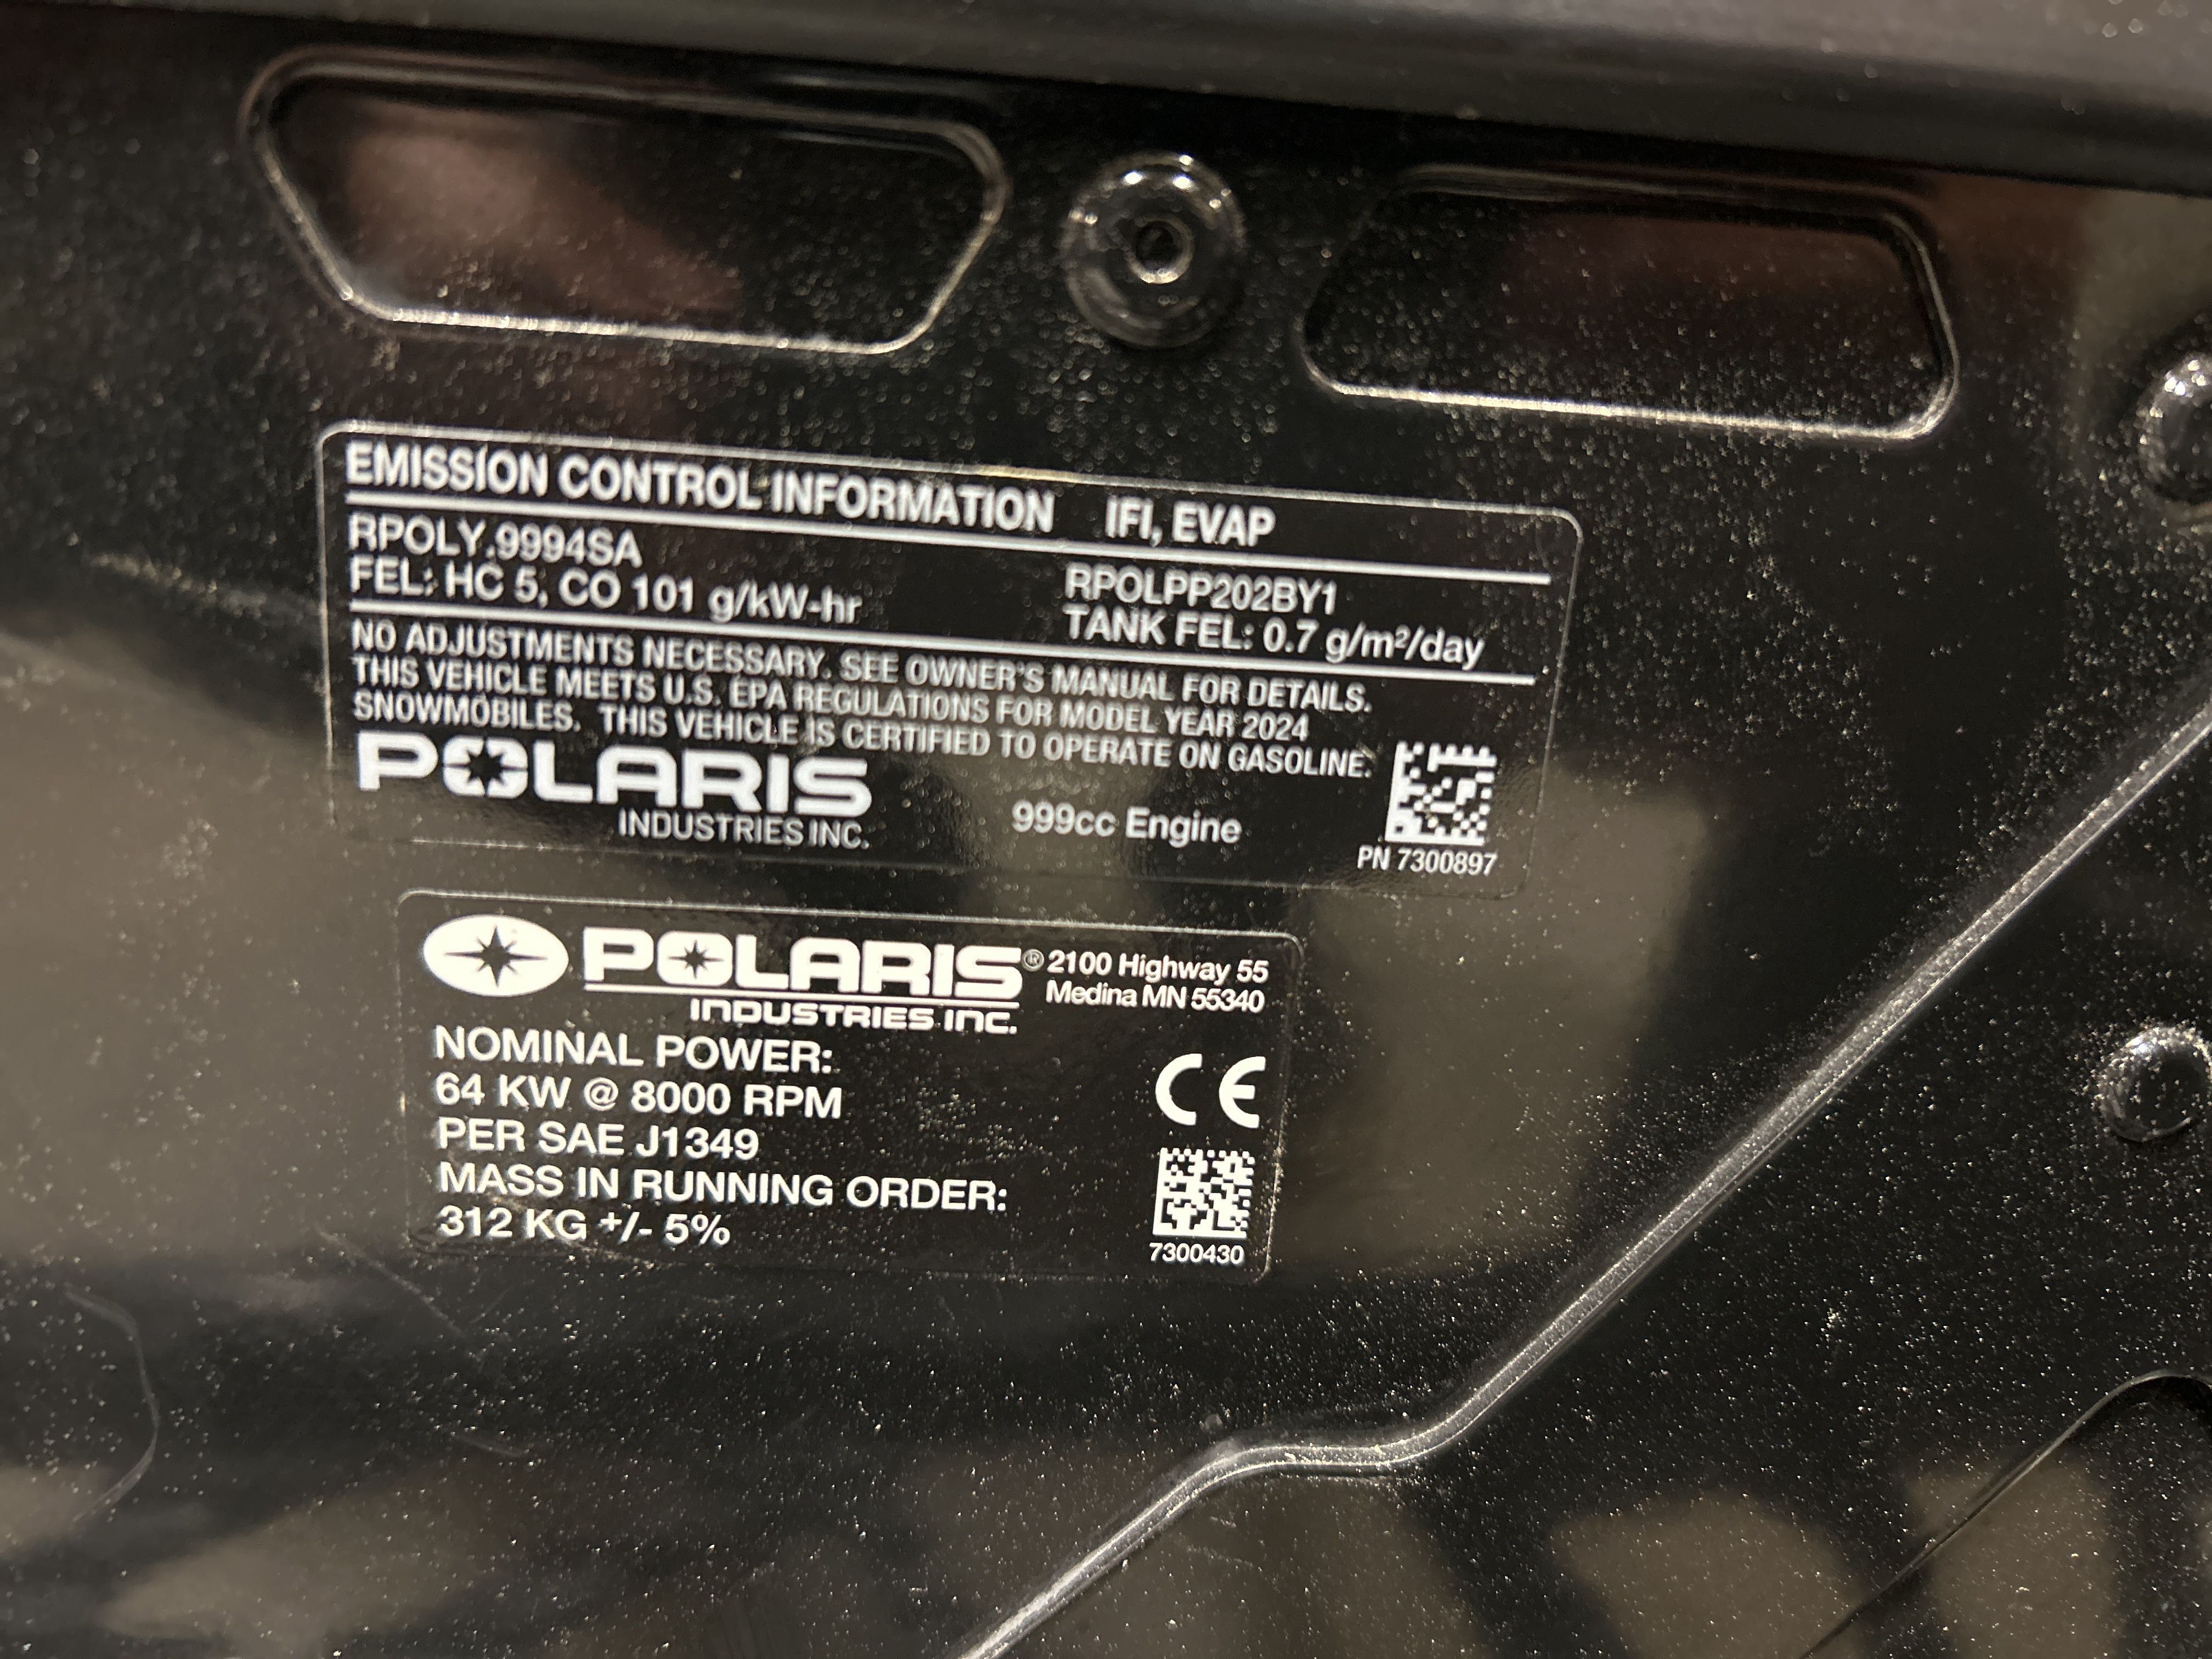 EMISSION CONTROL INFORMATION IFI, EVAP
RPOLY.9994SA
FEL: HC 5, CO 101 g/kW-hr
RPOLPP202BY1
TANK FEL: 0.7 g/m²/day
NO ADJUSTMENTS NECESSARY. SEE OWNER'S MANUAL FOR DETAILS.
THIS VEHICLE MEETS U.S. EPA REGULATIONS FOR MODEL YEAR 2024
SNOWMOBILES. THIS VEHICLE IS CERTIFIED TO OPERATE ON GASOLINE.
POLARIS
INDUSTRIES INC.
999cc Engine
PN 7300897
POLARIS®
INDUSTRIES INC.
2100 Highway 55
Medina MN 55340
NOMINAL POWER:
64 KW @ 8000 RPM
PER SAE J1349
MASS IN RUNNING ORDER:
312 KG +/- 5%
CE
7300430